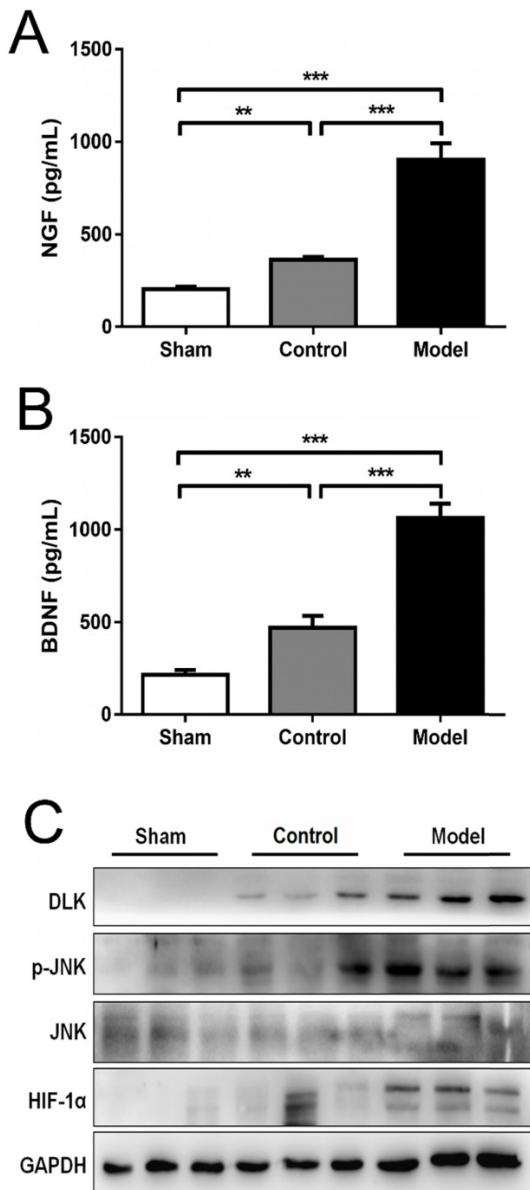 A
1500
1000
500
0
NGF (pg/mL)
***
** ***
Sham Control Model
B
1500
1000
500
0
BDNF (pg/mL)
***
** ***
Sham Control Model
C
Sham Control Model
DLK
p-JNK
JNK
HIF-1α
GAPDH